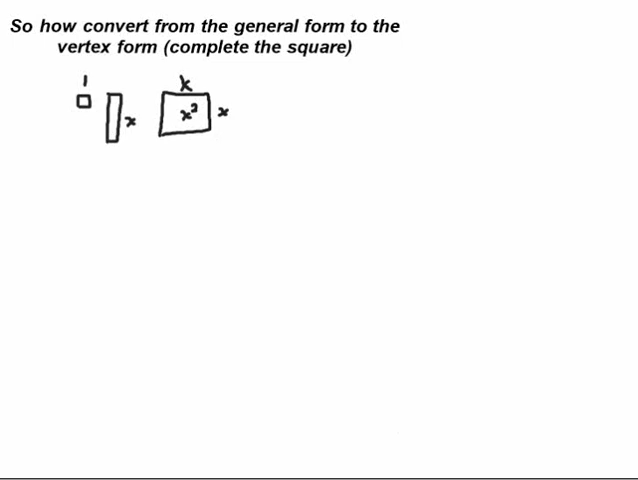 So how convert from the general form to the
vertex form (complete the square)
1
x
x
x² x